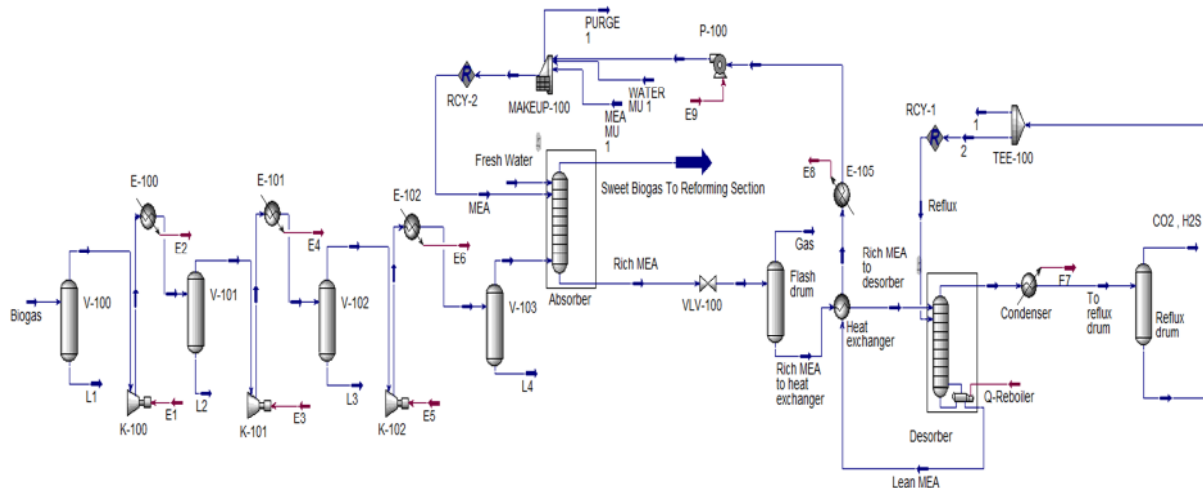 PURGE
1
P-100
RCY-2
MAKEUP-100
WATER
MU 1
MEA
MU
1
E9
RCY-1
1
2
TEE-100
Fresh Water
MEA
Sweet Biogas To Reforming Section
E8
E-105
Reflux
CO2 , H2S
E-100
E-101
E-102
E2
E4
E6
Biogas
V-100
V-101
V-102
V-103
Absorber
Rich MEA
VLV-100
Gas
Flash
drum
Rich MEA
to
desorber
Heat
exchanger
Condenser
To
reflux
drum
Reflux
drum
L1
L2
L3
L4
K-100
E1
K-101
E3
K-102
E5
Rich MEA
to heat
exchanger
Q-Reboiler
Desorber
Lean MEA